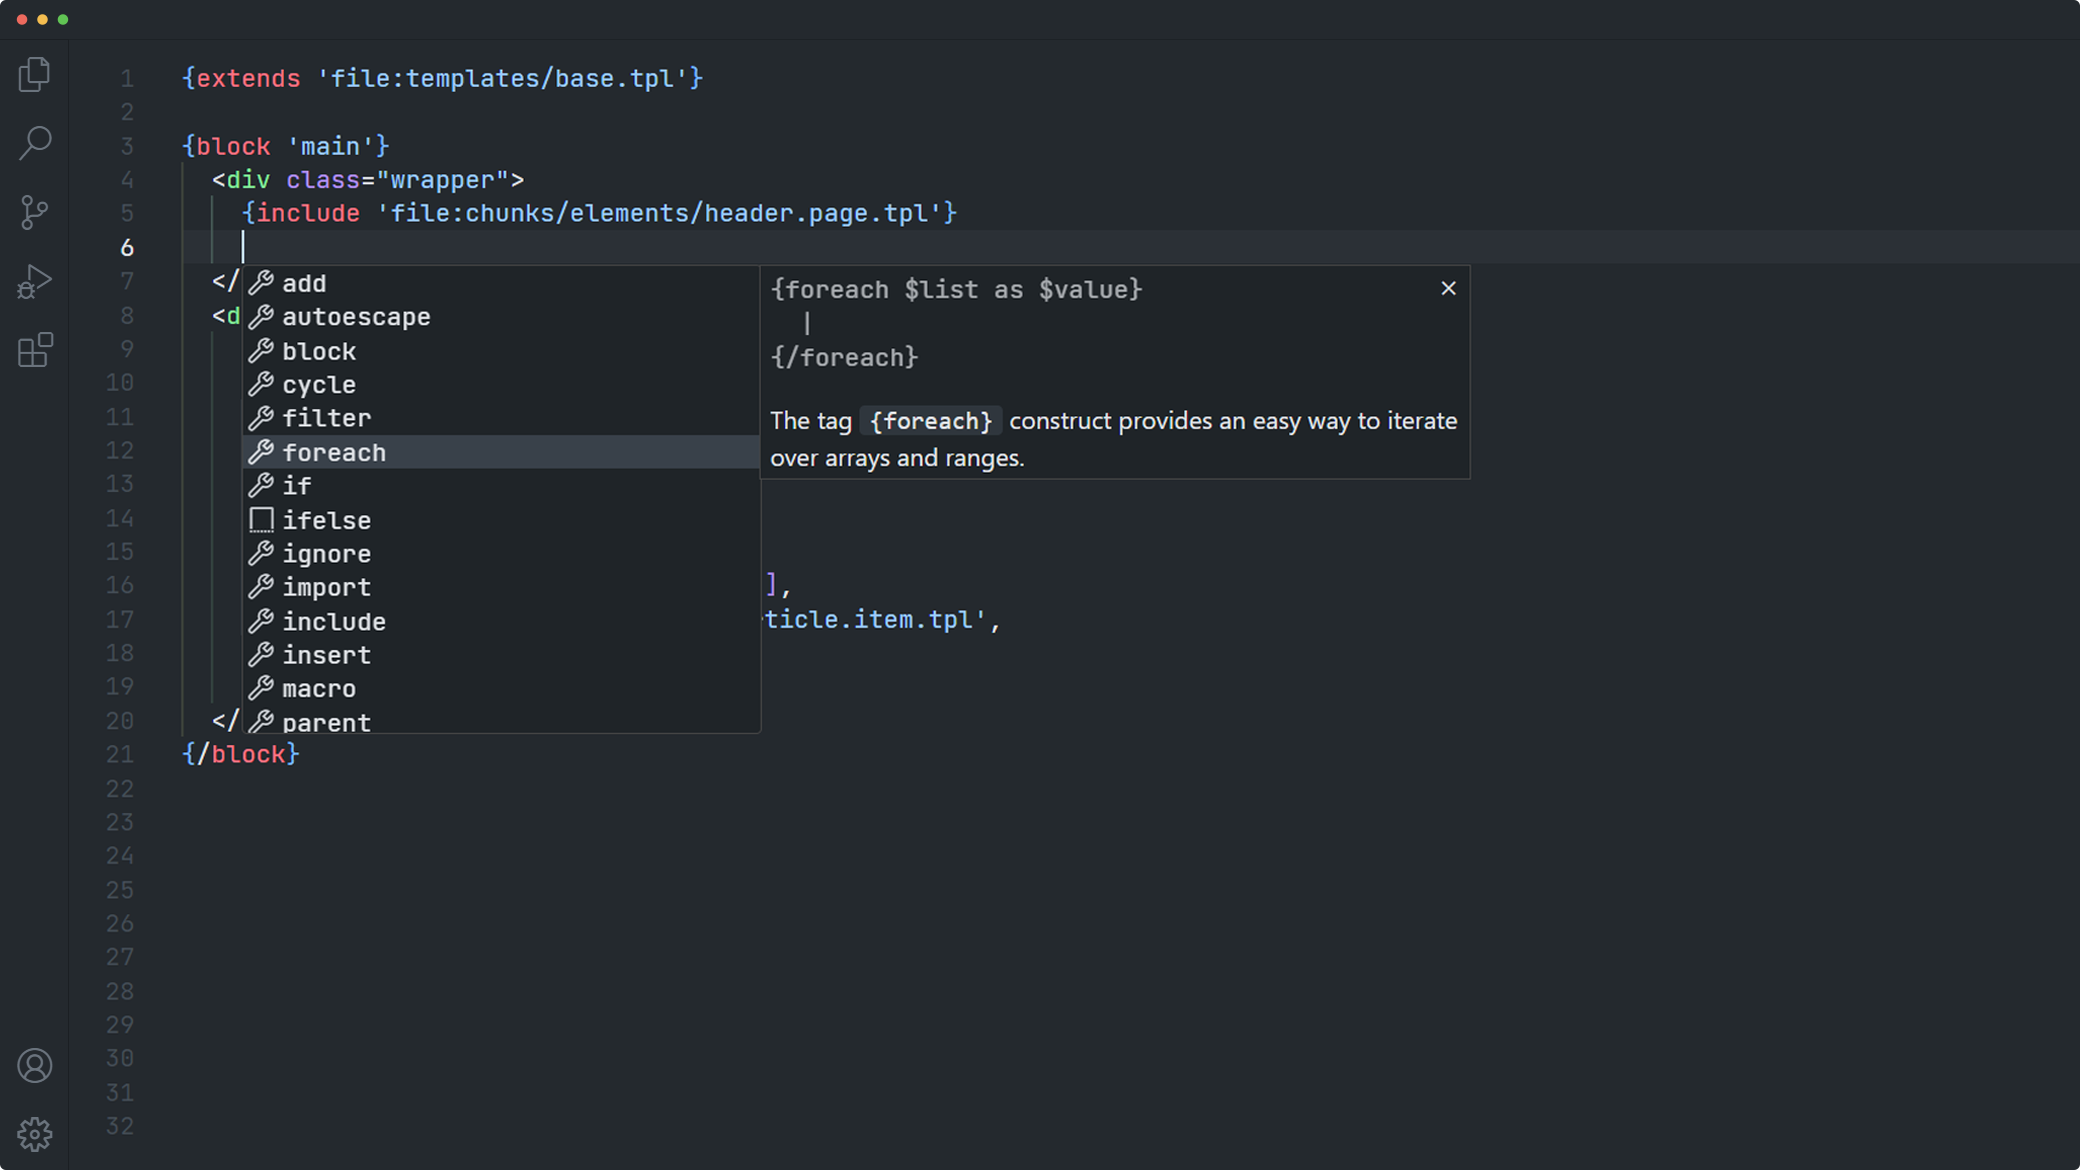 1 {extends 'file:templates/base.tpl'}
2
3 {block 'main'}
4 <div class="wrapper">
5 {include 'file:chunks/elements/header.page.tpl'}
6
7 </
8 <d
9
10
11
12
13
14
15
16 ],
17 ticle.item.tpl',
18
19
20 </
21 {/block}
22
23
24
25
26
27
28
29
30
31
32
add
autoescape
block
cycle
filter
foreach
if
ifelse
ignore
import
include
insert
macro
parent
{foreach $list as $value}
|
{/foreach}
The tag {foreach} construct provides an easy way to iterate
over arrays and ranges.